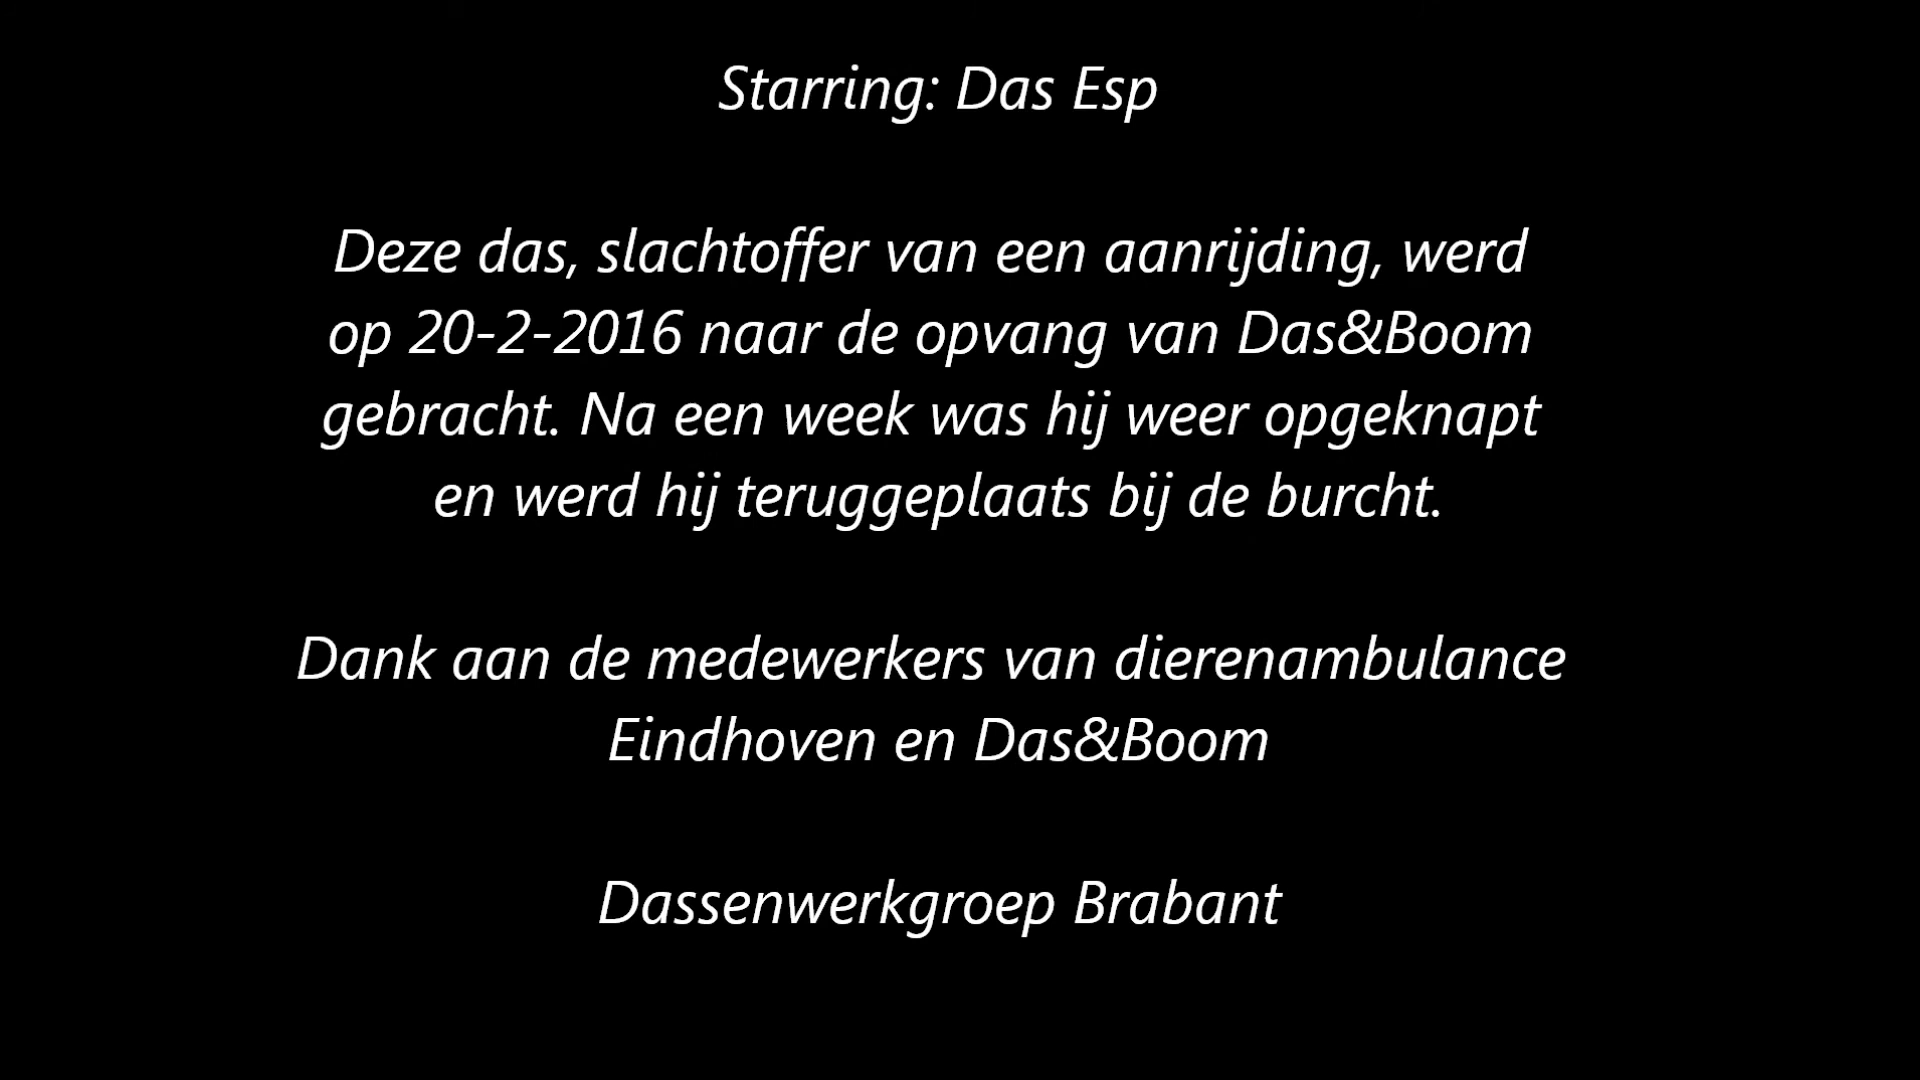 Starring: Das Esp
Deze das, slachtoffer van een aanrijding, werd
op 20-2-2016 naar de opvang van Das&Boom
gebracht. Na een week was hij weer opgeknapt
en werd hij teruggeplaats bij de burcht.
Dank aan de medewerkers van dierenambulance
Eindhoven en Das&Boom
Dassenwerkgroep Brabant